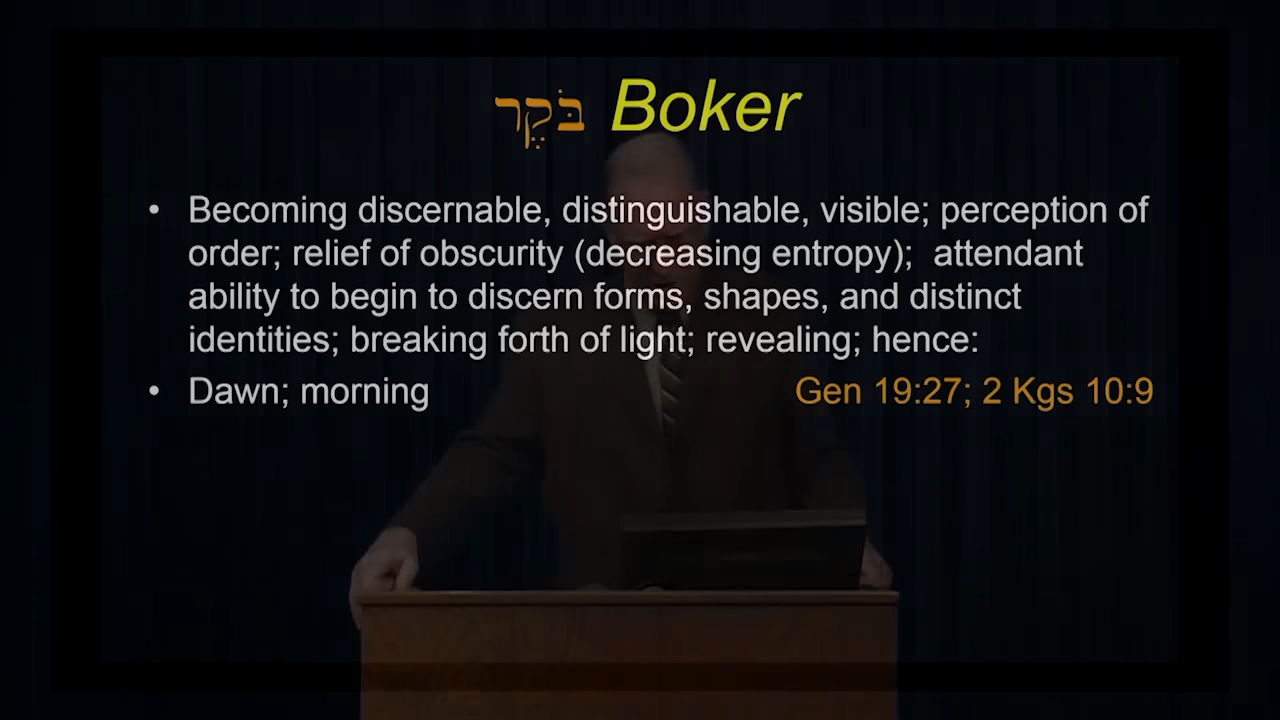 בֹּקֶר Boker
• Becoming discernable, distinguishable, visible; perception of
order; relief of obscurity (decreasing entropy);  attendant
ability to begin to discern forms, shapes, and distinct
identities; breaking forth of light; revealing; hence:
• Dawn; morning Gen 19:27; 2 Kgs 10:9